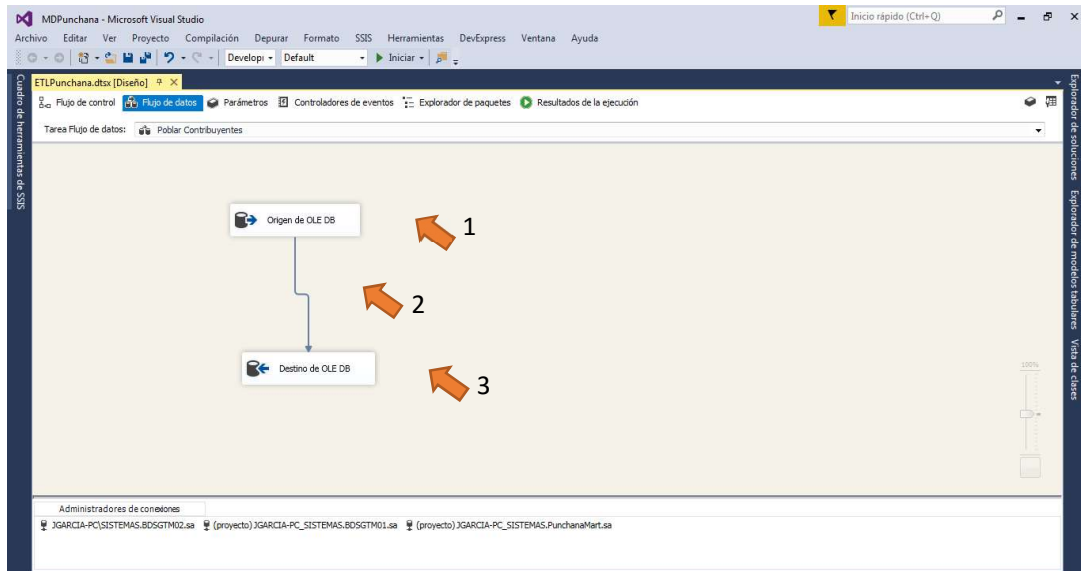 MDPunchana - Microsoft Visual Studio
Inicio rápido (Ctrl+Q)
Archivo Editar Ver Proyecto Compilación Depurar Formato SSIS Herramientas DevExpress Ventana Ayuda
Developı Default Iniciar
ETLPunchana.dtsx [Diseño]
Flujo de control Flujo de datos Parámetros Controladores de eventos Explorador de paquetes Resultados de la ejecución
Tarea Flujo de datos: Poblar Contribuyentes
Cuadro de herramientas de SSIS
Origen de OLE DB
1
2
Destino de OLE DB
3
100%
Explorador de soluciones
Explorador de modelos tabulares
Vista de clases
Administradores de conexiones
JGARCIA-PC\SISTEMAS.BDSGTM02.sa (proyecto) JGARCIA-PC_SISTEMAS.BDSGTM01.sa (proyecto) JGARCIA-PC_SISTEMAS.PunchanaMart.sa